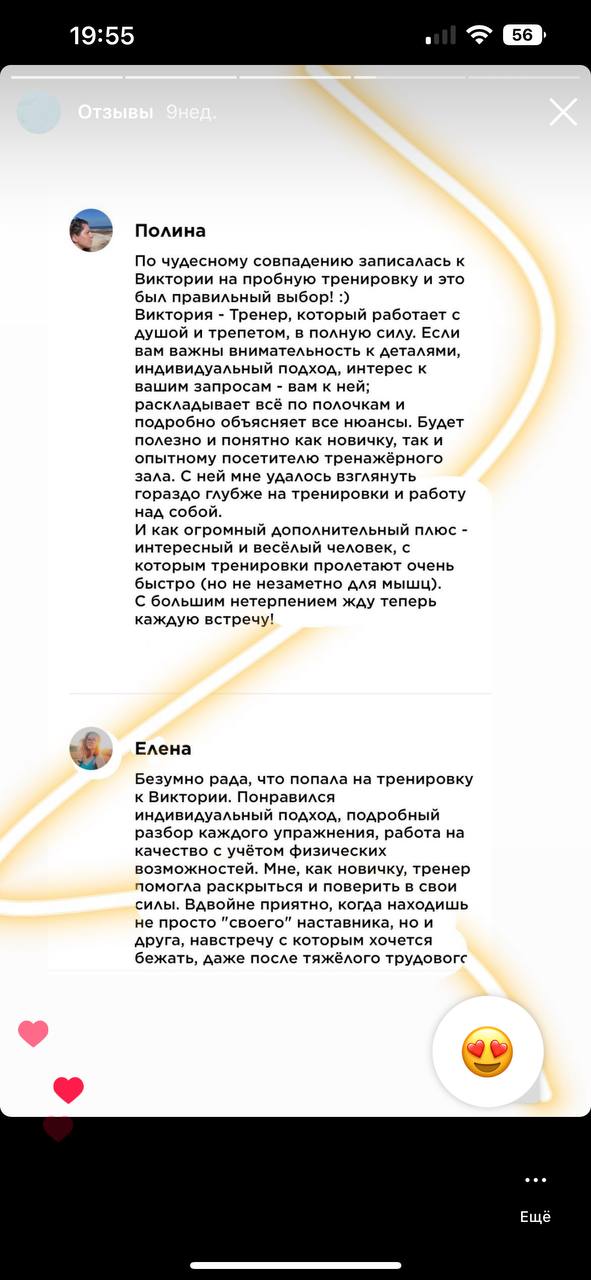 19:55
56
Отзывы 9нед.
Полина
По чудесному совпадению записалась к
Виктории на пробную тренировку и это
был правильный выбор! :)
Виктория - Тренер, который работает с
душой и трепетом, в полную силу. Если
вам важны внимательность к деталями,
индивидуальный подход, интерес к
вашим запросам - вам к ней;
раскладывает всё по полочкам и
подробно объясняет все нюансы. Будет
полезно и понятно как новичку, так и
опытному посетителю тренажёрного
зала. С ней мне удалось взглянуть
гораздо глубже на тренировки и работу
над собой.
И как огромный дополнительный плюс -
интересный и весёлый человек, с
которым тренировки пролетают очень
быстро (но не незаметно для мышц).
С большим нетерпением жду теперь
каждую встречу!
Елена
Безумно рада, что попала на тренировку
к Виктории. Понравился
индивидуальный подход, подробный
разбор каждого упражнения, работа на
качество с учётом физических
возможностей. Мне, как новичку, тренер
помогла раскрыться и поверить в свои
силы. Вдвойне приятно, когда находишь
не просто "своего" наставника, но и
друга, навстречу с которым хочется
бежать, даже после тяжёлого трудового
Ещё